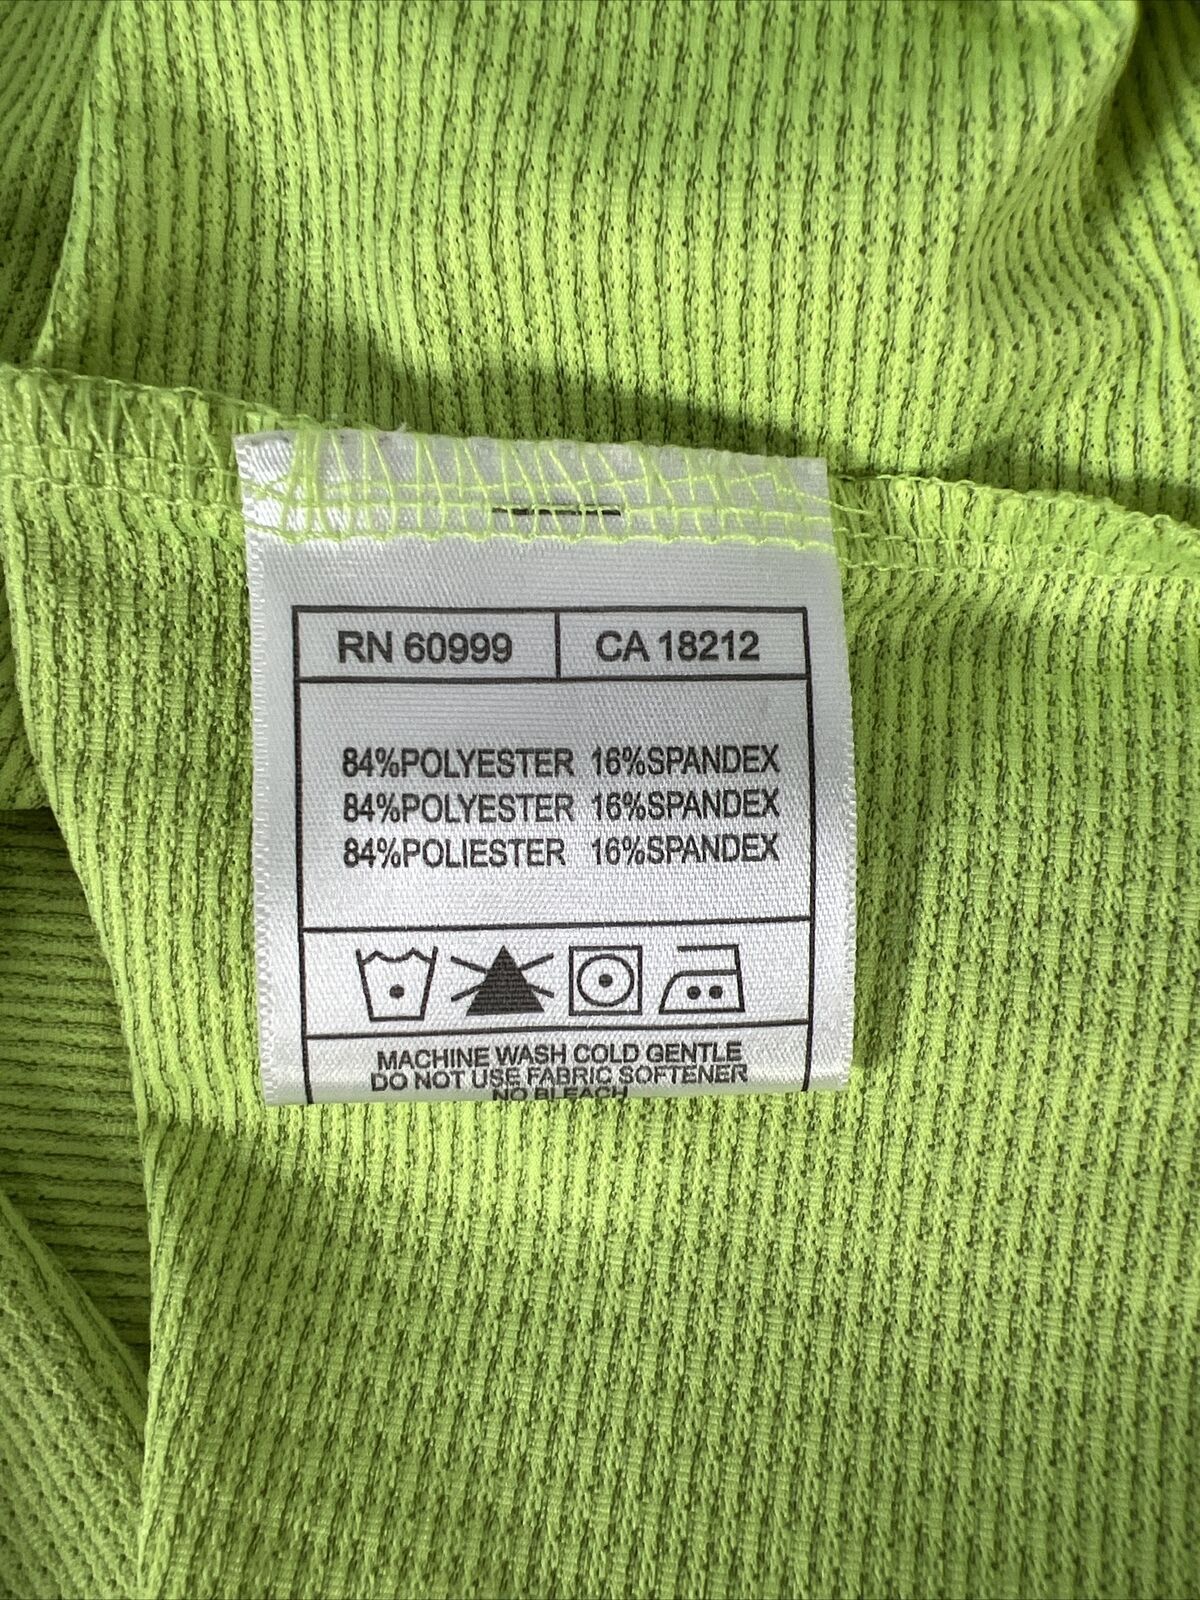 RN 60999 CA 18212
84%POLYESTER 16%SPANDEX
84%POLYESTER 16%SPANDEX
84%POLIESTER 16%SPANDEX
MACHINE WASH COLD GENTLE
DO NOT USE FABRIC SOFTENER
NO BLEACH